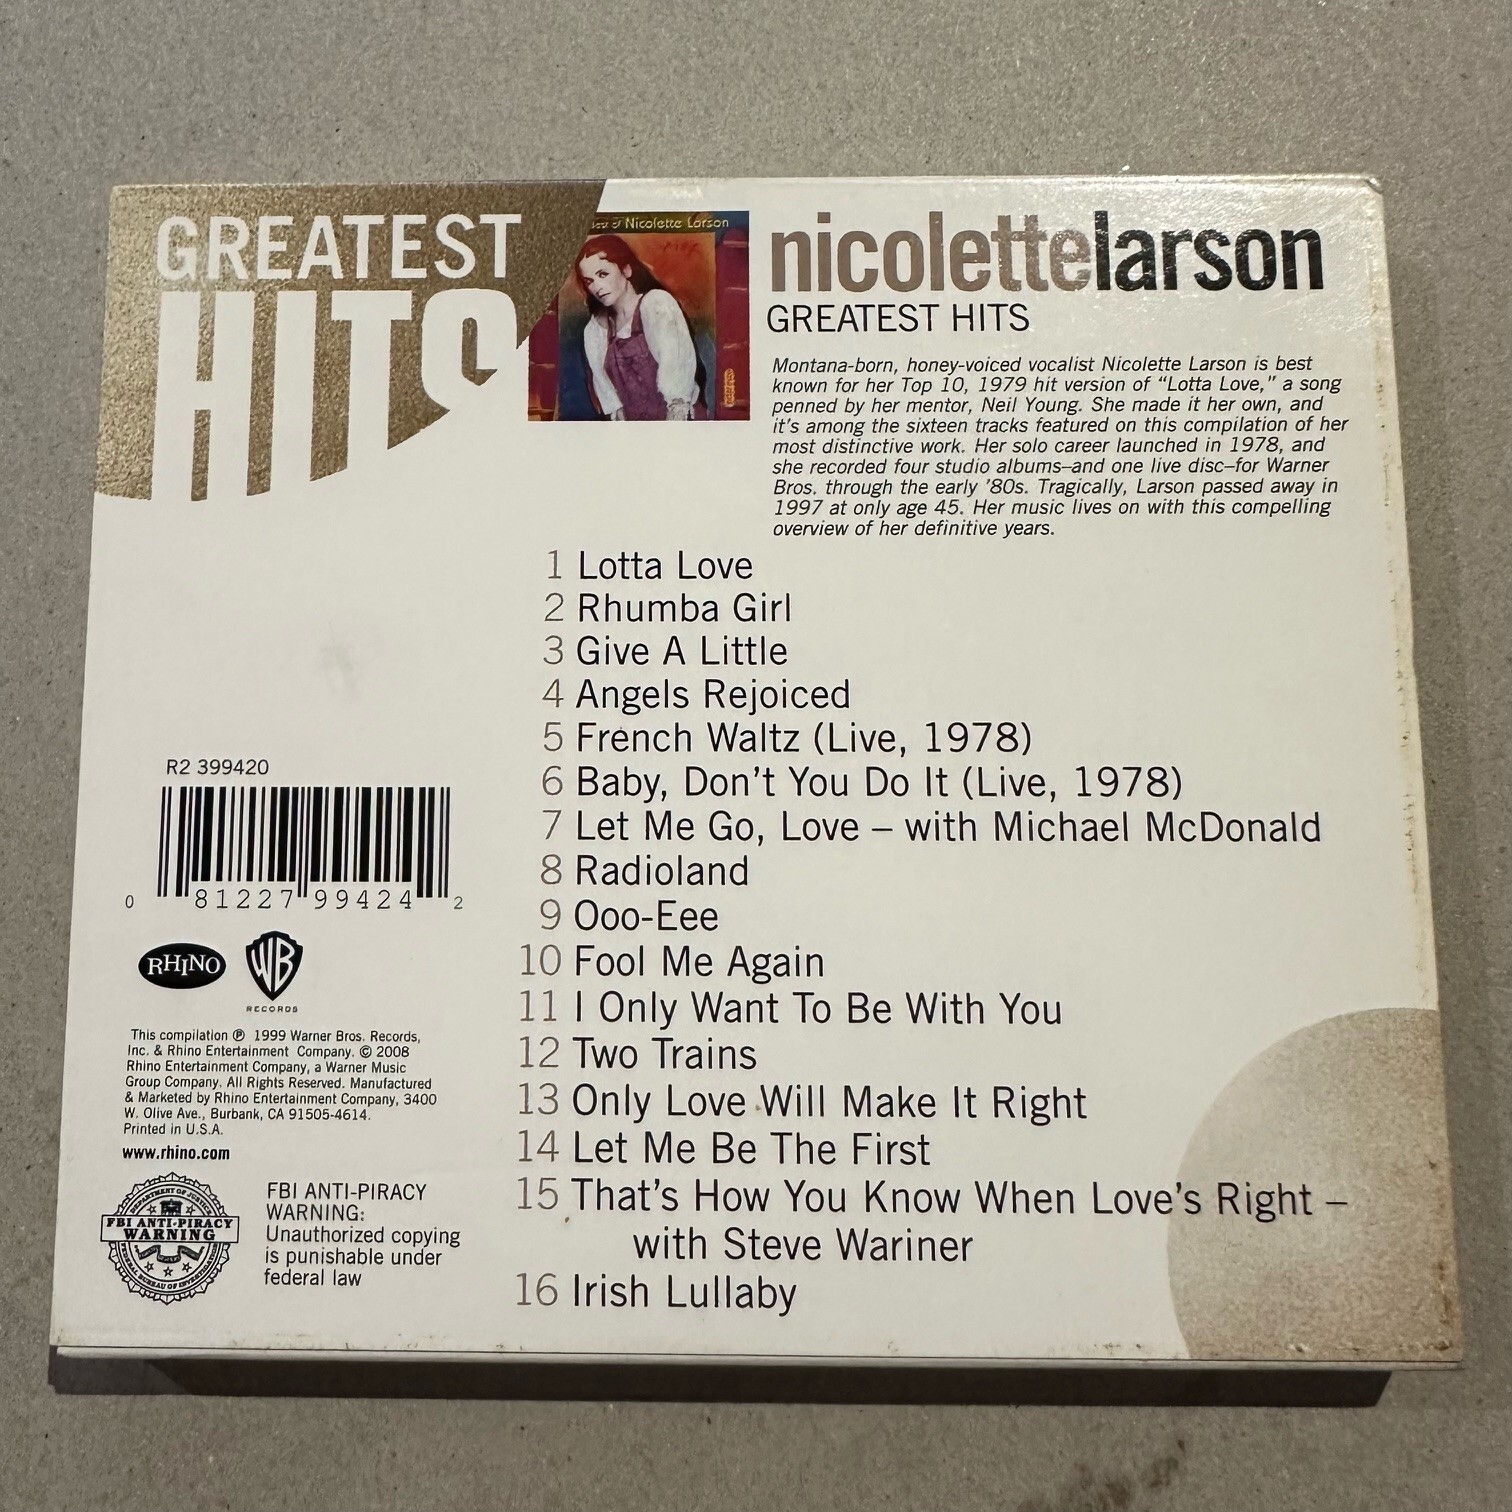 GREATEST
HITS
Nicolette Larson
nicolettelarson
GREATEST HITS
Montana-born, honey-voiced vocalist Nicolette Larson is best
known for her Top 10, 1979 hit version of “Lotta Love,” a song
penned by her mentor, Neil Young. She made it her own, and
it’s among the sixteen tracks featured on this compilation of her
most distinctive work. Her solo career launched in 1978, and
she recorded four studio albums–and one live disc–for Warner
Bros. through the early ’80s. Tragically, Larson passed away in
1997 at only age 45. Her music lives on with this compelling
overview of her definitive years.
1 Lotta Love
2 Rhumba Girl
3 Give A Little
4 Angels Rejoiced
5 French Waltz (Live, 1978)
6 Baby, Don’t You Do It (Live, 1978)
7 Let Me Go, Love – with Michael McDonald
8 Radioland
9 Ooo-Eee
10 Fool Me Again
11 I Only Want To Be With You
12 Two Trains
13 Only Love Will Make It Right
14 Let Me Be The First
15 That’s How You Know When Love’s Right –
with Steve Wariner
16 Irish Lullaby
R2 399420
0 81227 99424 2
RHINO
WB
RECORDS
This compilation ℗ 1999 Warner Bros. Records,
Inc. & Rhino Entertainment Company. © 2008
Rhino Entertainment Company, a Warner Music
Group Company. All Rights Reserved. Manufactured
& Marketed by Rhino Entertainment Company, 3400
W. Olive Ave., Burbank, CA 91505-4614.
Printed in U.S.A.
www.rhino.com
DEPARTMENT OF JUSTICE
FBI ANTI-PIRACY
WARNING
FEDERAL BUREAU OF INVESTIGATION
FBI ANTI-PIRACY
WARNING:
Unauthorized copying
is punishable under
federal law